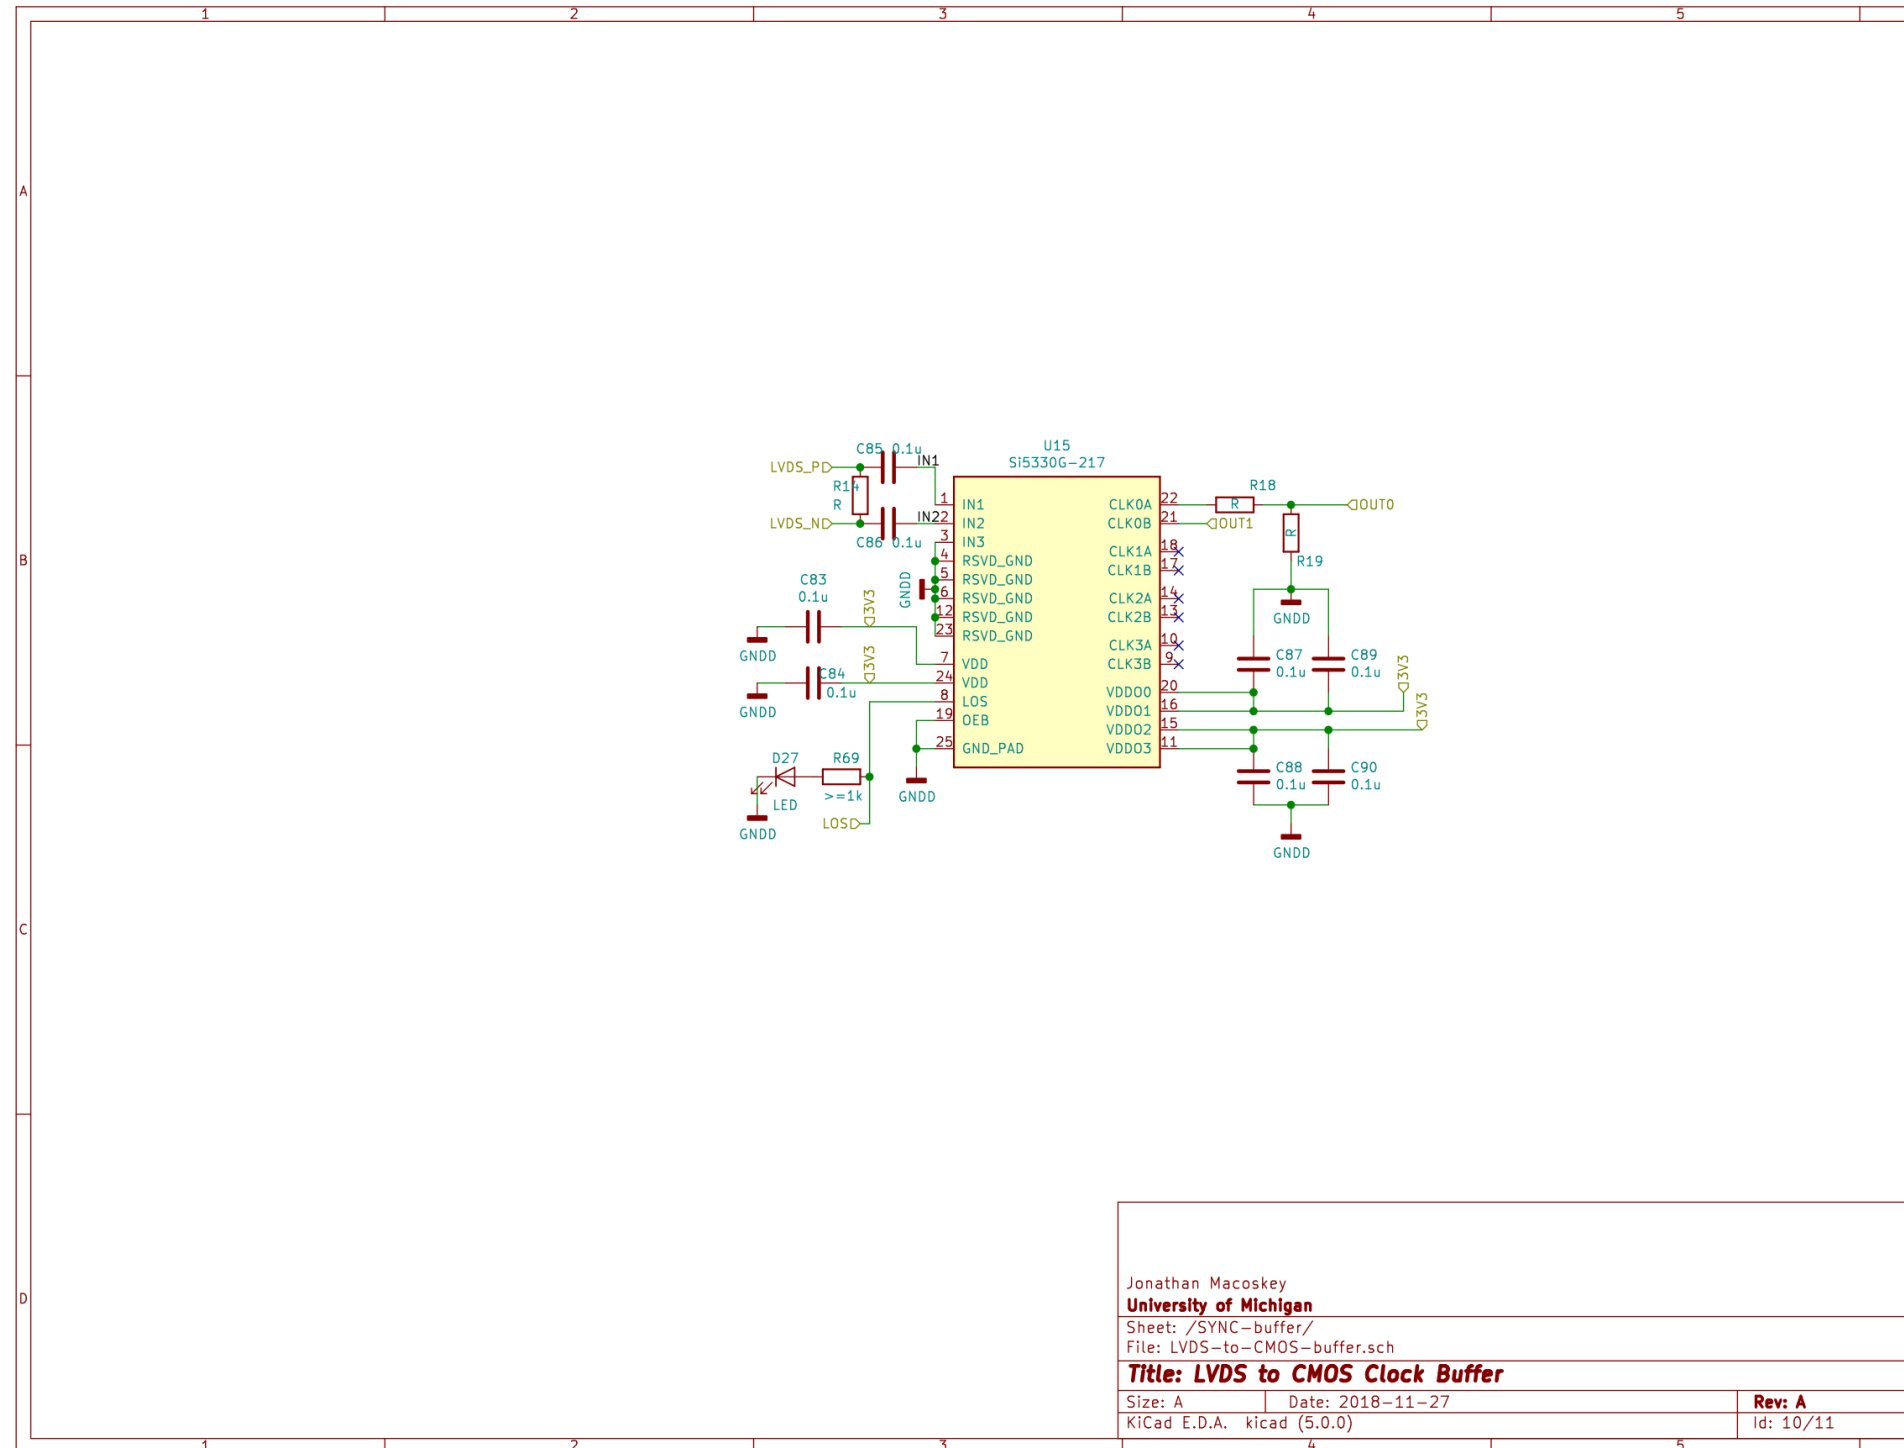 1 2 3 4 5
A
B
C
D
U15
Si5330G-217
C85 0.1u
IN1
LVDS_P
R14
R
LVDS_N
IN2
C86 0.1u
1 IN1
2 IN2
3 IN3
4 RSVD_GND
5 RSVD_GND
6 RSVD_GND
12 RSVD_GND
23 RSVD_GND
7 VDD
24 VDD
8 LOS
19 OEB
25 GND_PAD
CLK0A 22
CLK0B 21
CLK1A 18
CLK1B 17
CLK2A 14
CLK2B 13
CLK3A 10
CLK3B 9
VDDO0 20
VDDO1 16
VDDO2 15
VDDO3 11
GNDD
C83
0.1u
3V3
GNDD
C84
0.1u
3V3
GNDD
D27
LED
R69
>=1k
LOS
GNDD
GNDD
R18
R
OUT0
OUT1
R
R19
GNDD
C87
0.1u
C89
0.1u
3V3
3V3
C88
0.1u
C90
0.1u
GNDD
Jonathan Macoskey
University of Michigan
Sheet: /SYNC-buffer/
File: LVDS-to-CMOS-buffer.sch
Title: LVDS to CMOS Clock Buffer
Size: A Date: 2018-11-27 Rev: A
KiCad E.D.A. kicad (5.0.0) Id: 10/11
1 2 3 4 5